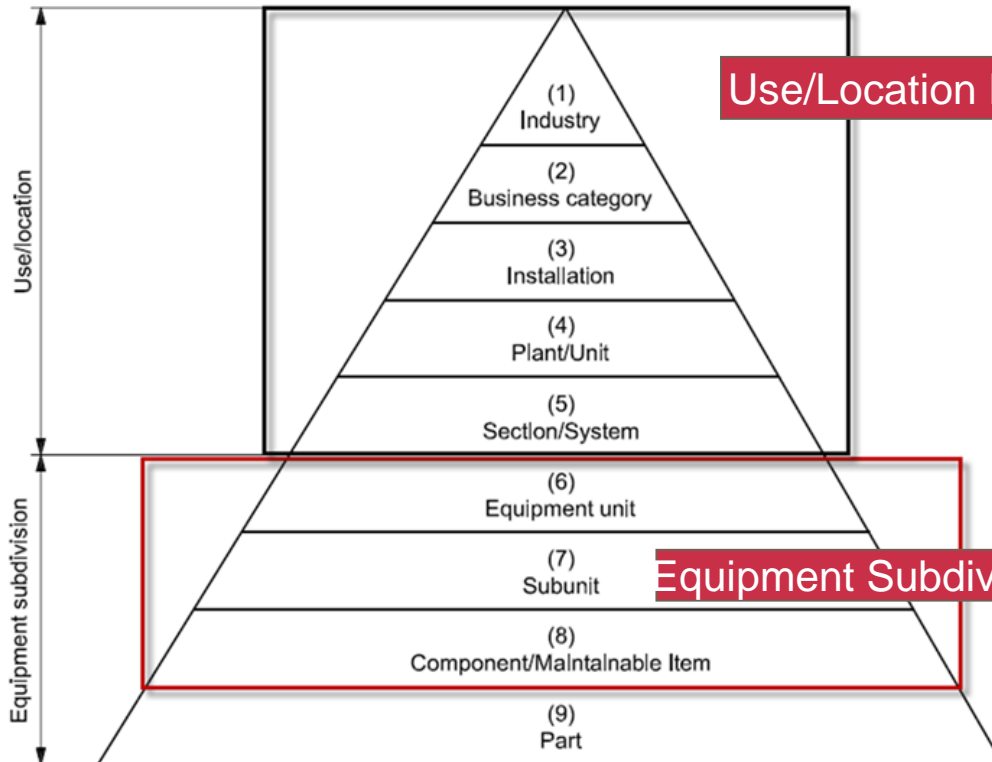 Use/location
(1)
Industry
Use/Location
(2)
Business category
(3)
Installation
(4)
Plant/Unit
(5)
Section/System
Equipment subdivision
(6)
Equipment unit
(7)
Subunit
Equipment Subdiv
(8)
Component/Maintainable Item
(9)
Part